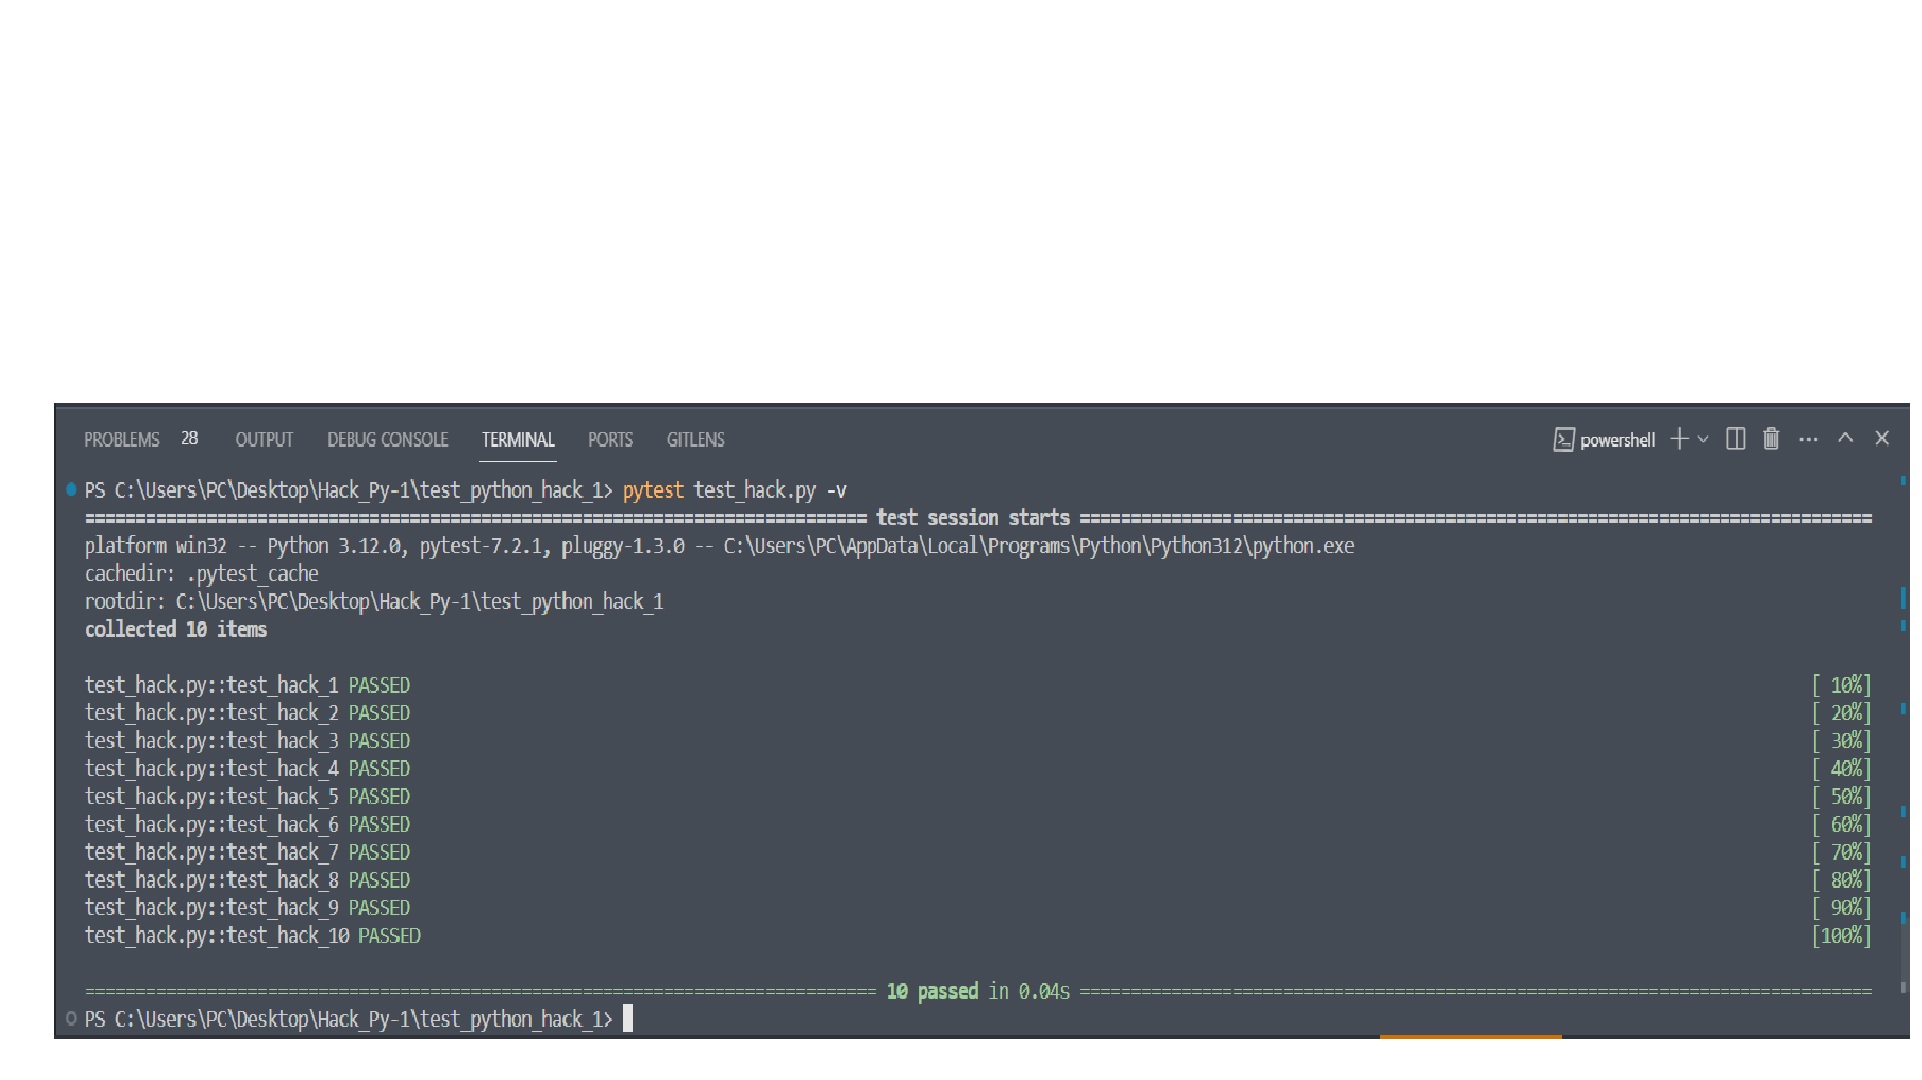 PROBLEMS 28 OUTPUT DEBUG CONSOLE TERMINAL PORTS GITLENS powershell
PS C:\Users\PC\Desktop\Hack_Py-1\test_python_hack_1> pytest test_hack.py -v
============================================================================= test session starts ==============================================================================
platform win32 -- Python 3.12.0, pytest-7.2.1, pluggy-1.3.0 -- C:\Users\PC\AppData\Local\Programs\Python\Python312\python.exe
cachedir: .pytest_cache
rootdir: C:\Users\PC\Desktop\Hack_Py-1\test_python_hack_1
collected 10 items
test_hack.py::test_hack_1 PASSED [ 10%]
test_hack.py::test_hack_2 PASSED [ 20%]
test_hack.py::test_hack_3 PASSED [ 30%]
test_hack.py::test_hack_4 PASSED [ 40%]
test_hack.py::test_hack_5 PASSED [ 50%]
test_hack.py::test_hack_6 PASSED [ 60%]
test_hack.py::test_hack_7 PASSED [ 70%]
test_hack.py::test_hack_8 PASSED [ 80%]
test_hack.py::test_hack_9 PASSED [ 90%]
test_hack.py::test_hack_10 PASSED [100%]
============================================================================== 10 passed in 0.04s ==============================================================================
PS C:\Users\PC\Desktop\Hack_Py-1\test_python_hack_1>